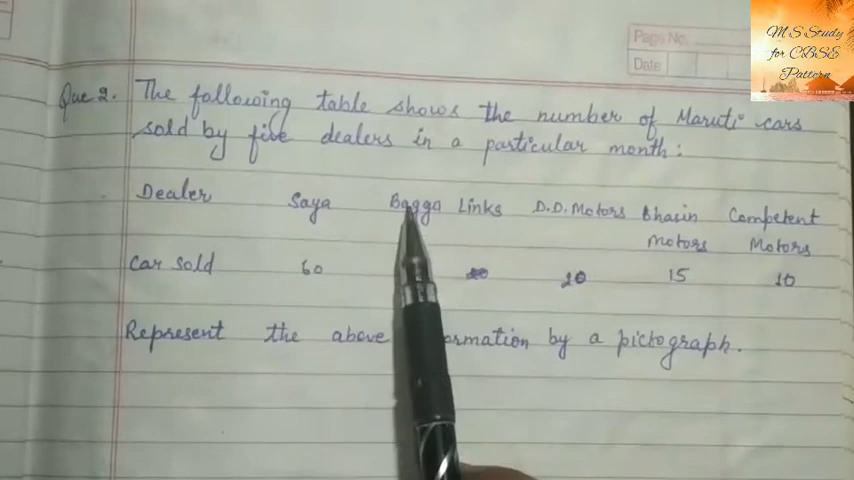 M S Study
for CBSE
Pattern
Page No.
Date
Que 2. The following table shows the number of Maruti cars
sold by five dealers in a particular month:
Dealer Saya Bagga Links D.D. Motors Bhasin Competent
Motors Motors
Car sold 60 20 15 10
Represent the above ormation by a pictograph.